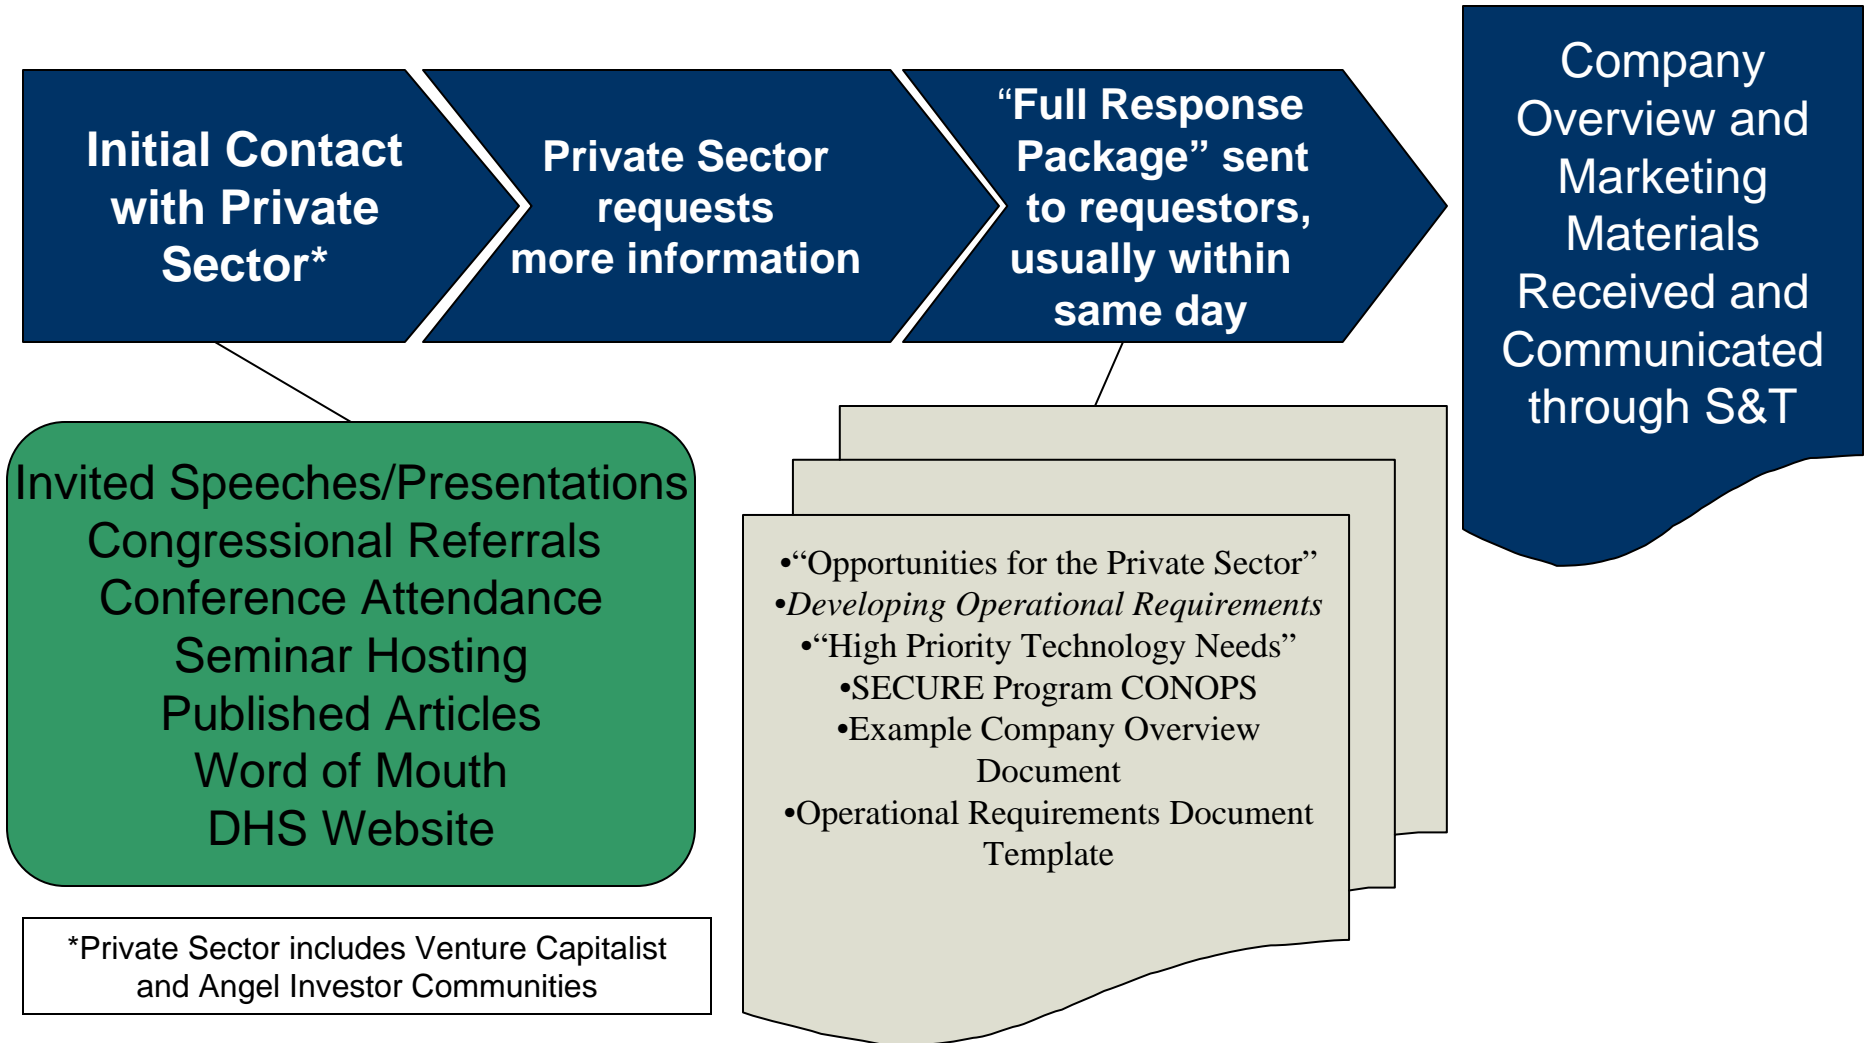 Initial Contact
with Private
Sector*
Private Sector
requests
more information
“Full Response
Package” sent
to requestors,
usually within
same day
Company
Overview and
Marketing
Materials
Received and
Communicated
through S&T
Invited Speeches/Presentations
Congressional Referrals
Conference Attendance
Seminar Hosting
Published Articles
Word of Mouth
DHS Website
•“Opportunities for the Private Sector”
•Developing Operational Requirements
•“High Priority Technology Needs”
•SECURE Program CONOPS
•Example Company Overview
Document
•Operational Requirements Document
Template
*Private Sector includes Venture Capitalist
and Angel Investor Communities